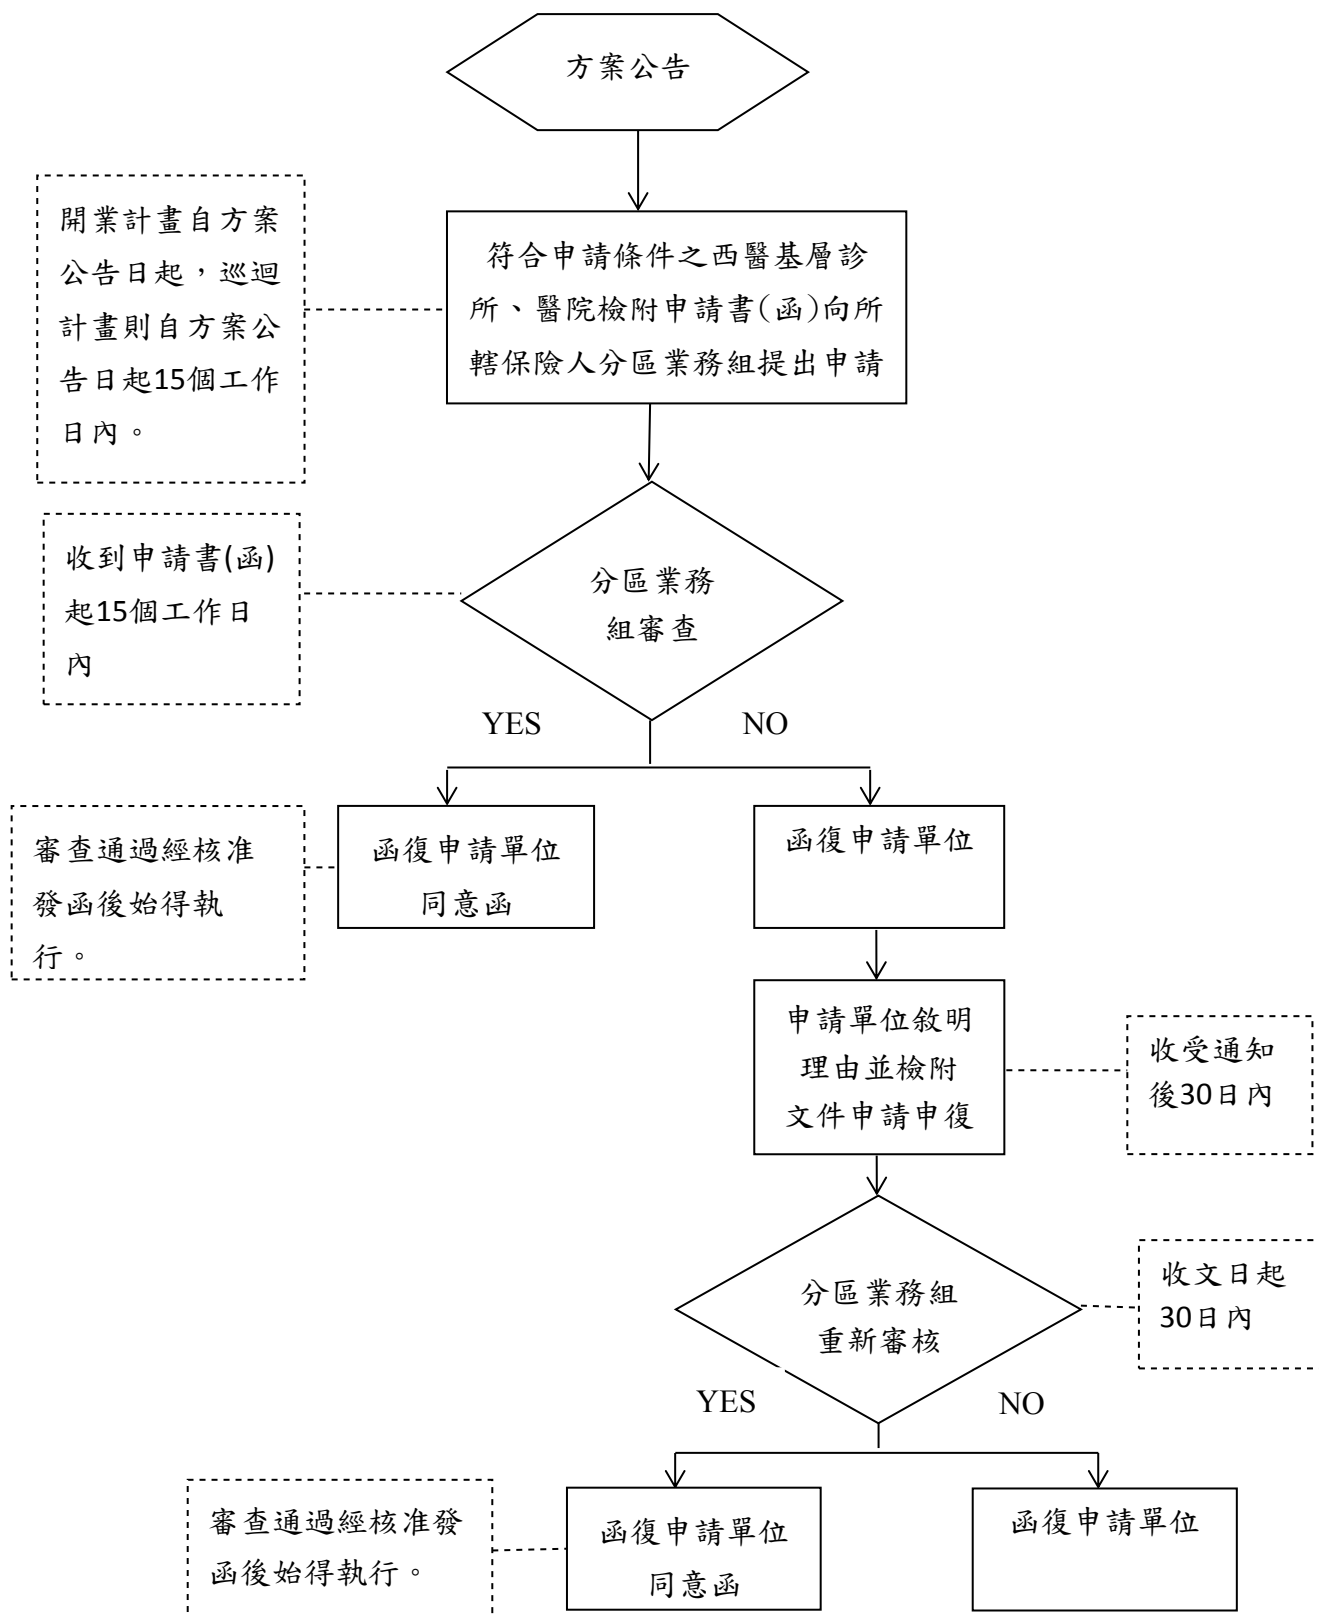 方案公告
開業計畫自方案
公告日起，巡迴
計畫則自方案公
告日起15個工作
日內。
符合申請條件之西醫基層診
所、醫院檢附申請書(函)向所
轄保險人分區業務組提出申請
收到申請書(函)
起15個工作日
內
分區業務
組審查
YES
NO
審查通過經核准
發函後始得執
行。
函復申請單位
同意函
函復申請單位
申請單位敘明
理由並檢附
文件申請申復
收受通知
後30日內
分區業務組
重新審核
收文日起
30日內
YES
NO
審查通過經核准發
函後始得執行。
函復申請單位
同意函
函復申請單位